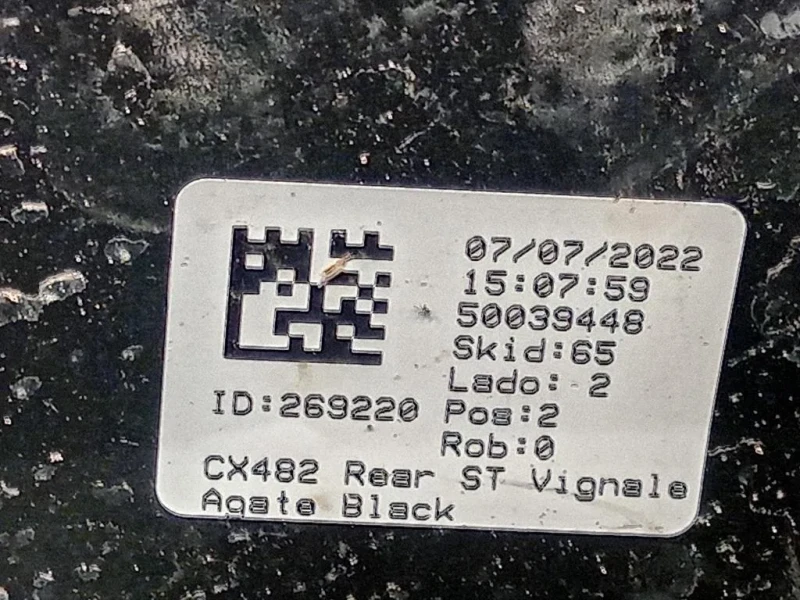 07/07/2022
15:07:59
50039448
Skid:65
Lado: 2
ID:269220 Pos:2
Rob:0
CX482 Rear ST Vignale
Agate Black